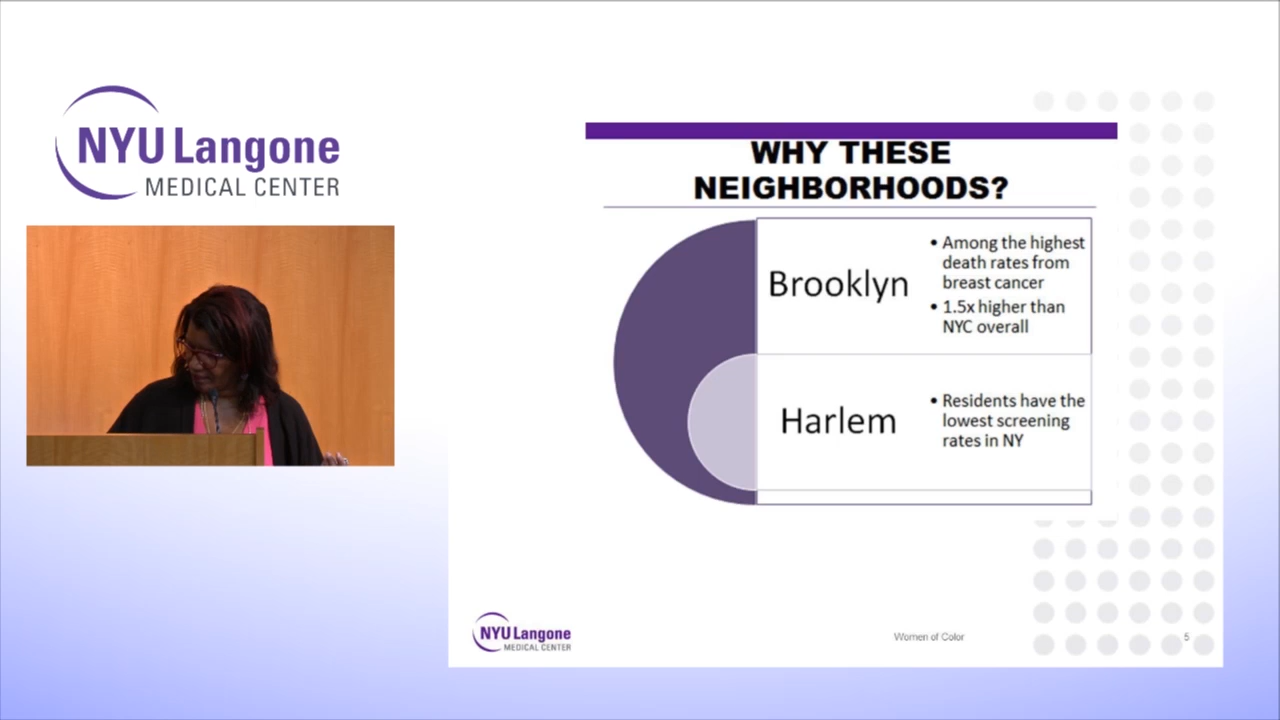 NYU Langone
MEDICAL CENTER
WHY THESE
NEIGHBORHOODS?
Brooklyn
• Among the highest
death rates from
breast cancer
• 1.5x higher than
NYC overall
Harlem
• Residents have the
lowest screening
rates in NY
NYU Langone
MEDICAL CENTER
Women of Color
5